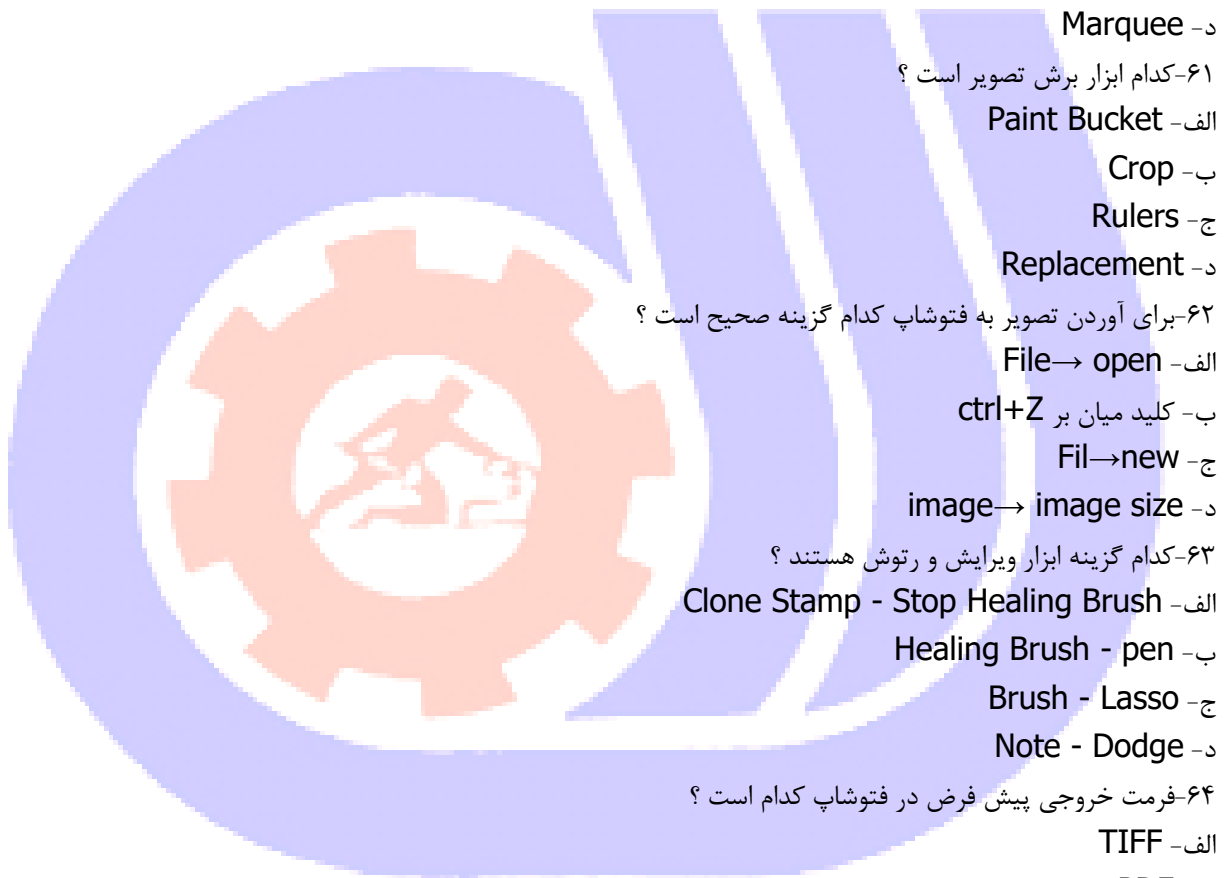 د- Marquee
۶۱-کدام ابزار برش تصویر است ؟
الف- Paint Bucket
ب- Crop
ج- Rulers
د- Replacement
۶۲-برای آوردن تصویر به فتوشاپ کدام گزینه صحیح است ؟
الف- File→ open
ب- کلید میان بر ctrl+Z
ج- Fil→new
د- image→ image size
۶۳-کدام گزینه ابزار ویرایش و رتوش هستند ؟
الف- Clone Stamp - Stop Healing Brush
ب- Healing Brush - pen
ج- Brush - Lasso
د- Note - Dodge
۶۴-فرمت خروجی پیش فرض در فتوشاپ کدام است ؟
الف- TIFF